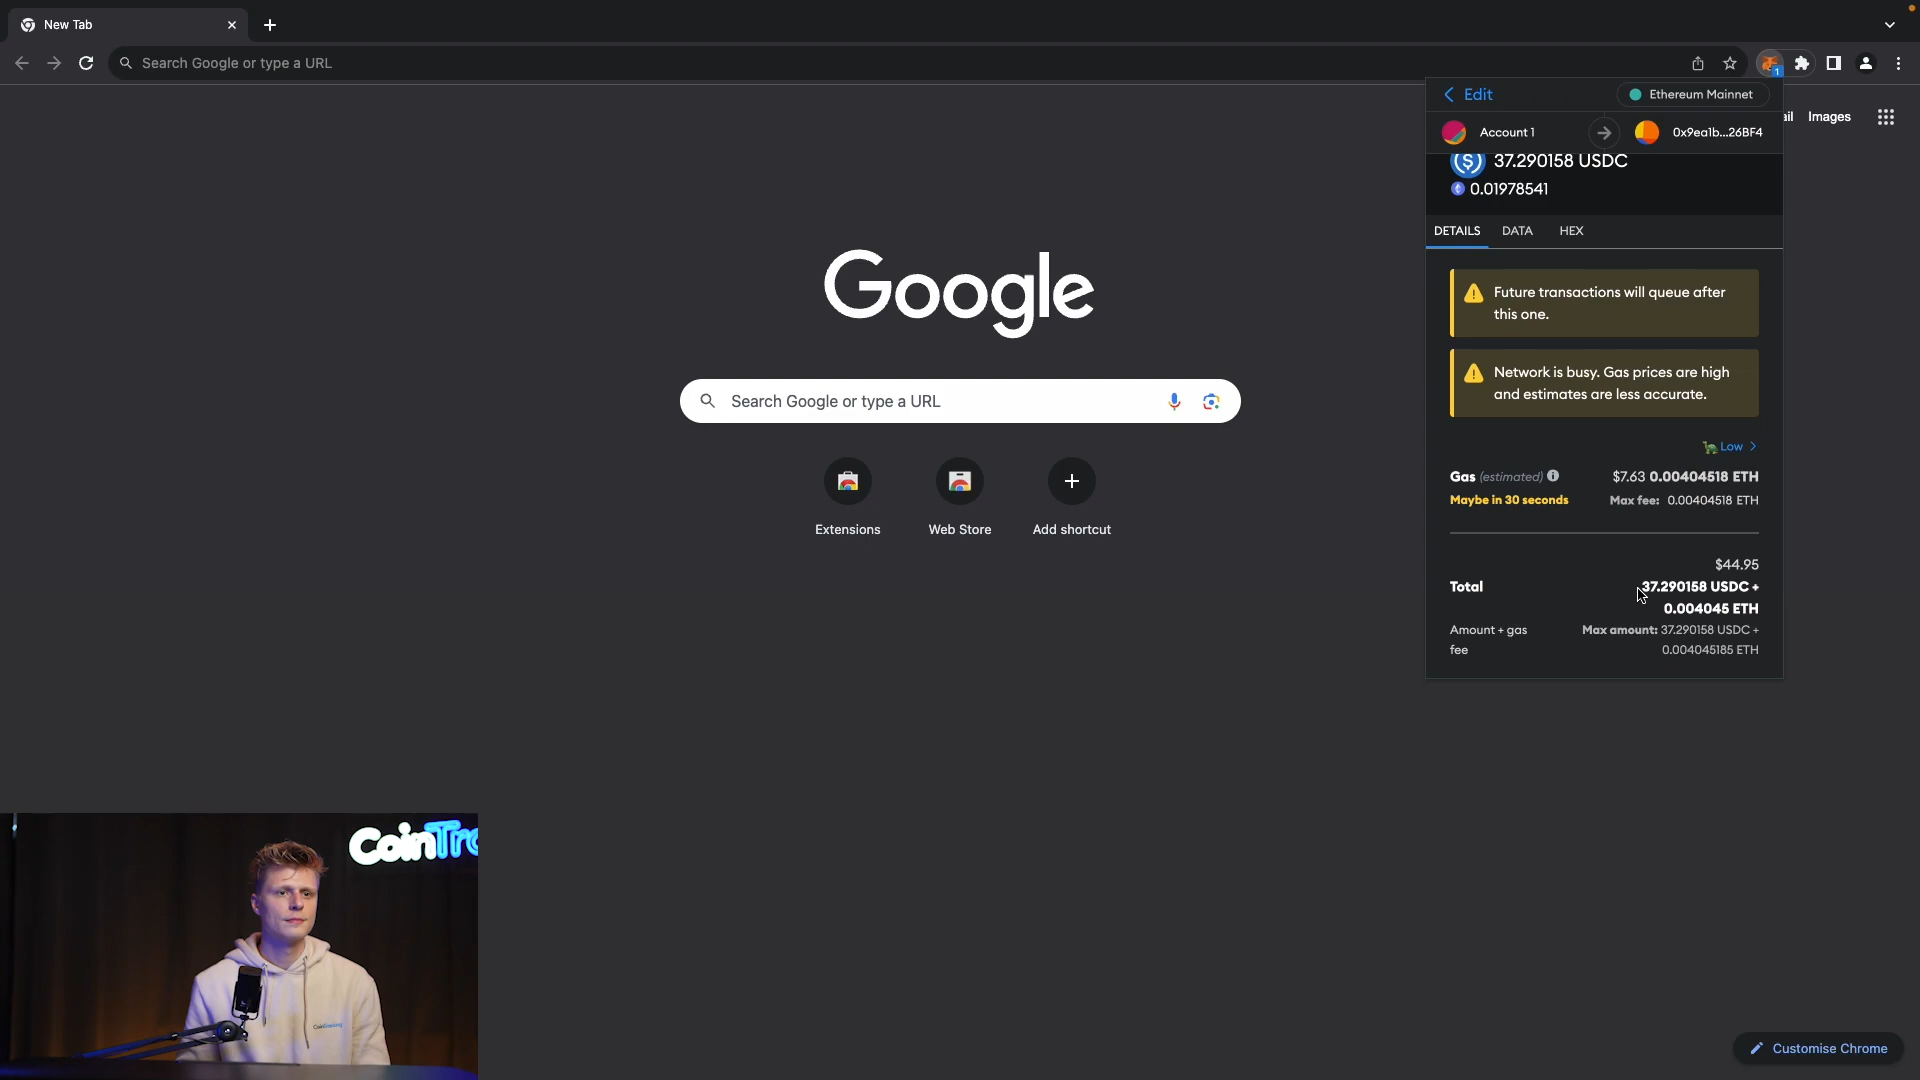 New Tab
Search Google or type a URL
1
Edit
Ethereum Mainnet
ail Images
Account 1
0x9ea1b...26BF4
37.290158 USDC
0.01978541
DETAILS DATA HEX
Future transactions will queue after
this one.
Network is busy. Gas prices are high
and estimates are less accurate.
Low >
Gas (estimated) $7.63 0.00404518 ETH
Maybe in 30 seconds Max fee: 0.00404518 ETH
$44.95
Total 37.290158 USDC +
0.004045 ETH
Amount + gas Max amount: 37.290158 USDC +
fee 0.004045185 ETH
Google
Search Google or type a URL
Extensions
Web Store
Add shortcut
CoinTra
CoinTracking
Customise Chrome